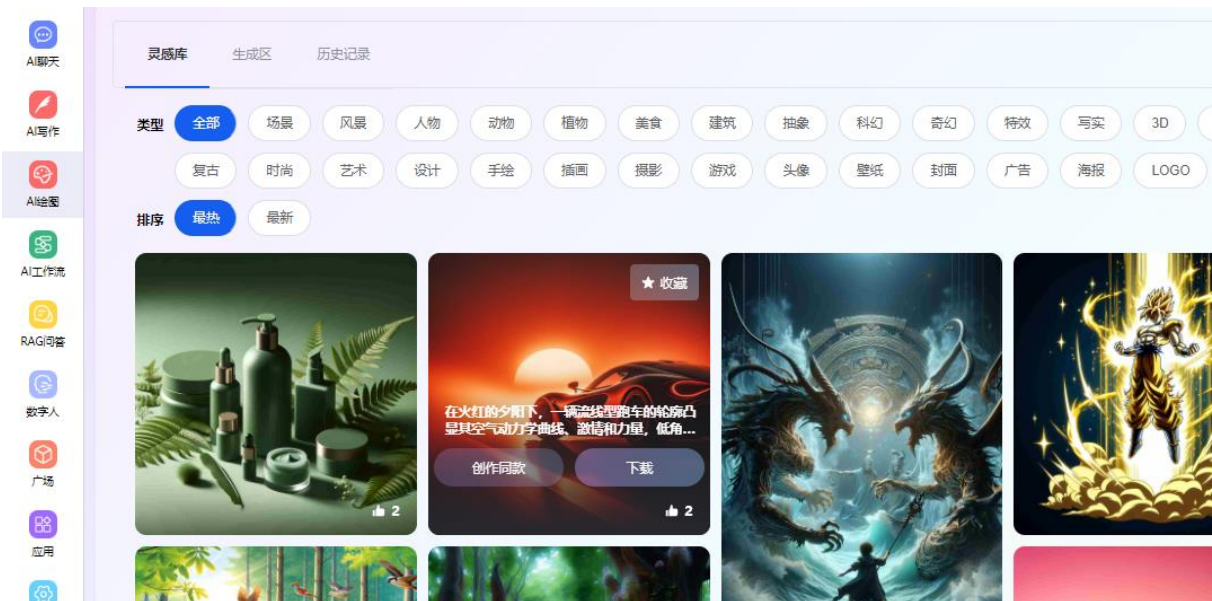 AI聊天
AI写作
AI绘图
AI工作流
RAG问答
数字人
广场
应用
灵感库 生成区 历史记录
类型 全部 场景 风景 人物 动物 植物 美食 建筑 抽象 科幻 奇幻 特效 写实 3D
复古 时尚 艺术 设计 手绘 插画 摄影 游戏 头像 壁纸 封面 广告 海报 LOGO
排序 最热 最新
收藏
在火红的夕阳下，一辆流线型跑车的轮廓凸
显其空气动力学曲线、激情和力量，低角...
创作同款 下载
2 2